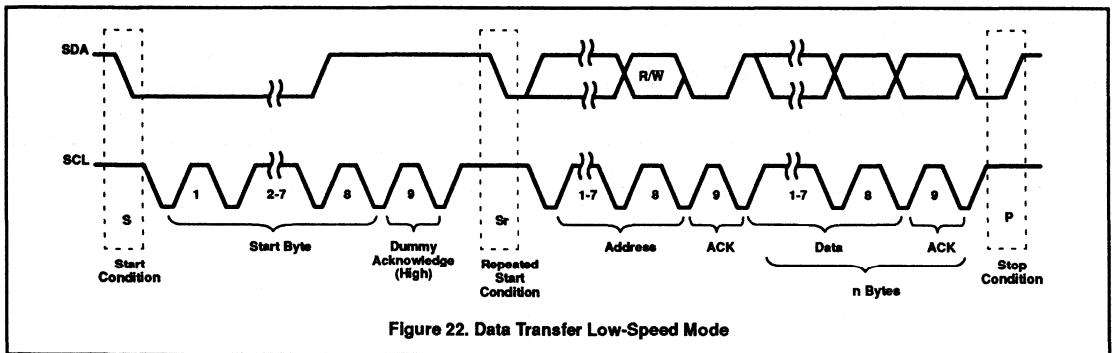 SDA
R/W
SCL
1 2-7 8 9 1-7 8 9 1-7 8 9
S Sr P
Start Byte Dummy Acknowledge (High) Address ACK Data ACK
Start Condition
Repeated Start Condition
Stop Condition
n Bytes
Figure 22. Data Transfer Low-Speed Mode